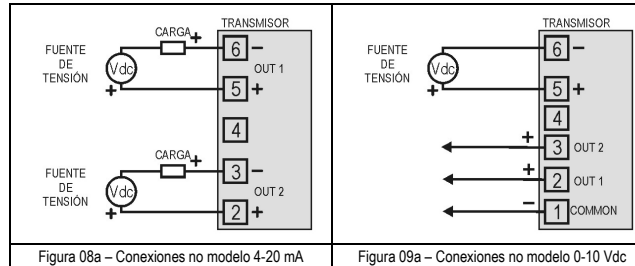 TRANSMISOR
CARGA +
6 −
FUENTE
DE
TENSIÓN
Vdc
OUT 1
+
5 +
4
CARGA +
3 −
FUENTE
DE
TENSIÓN
Vdc
OUT 2
+
2 +
Figura 08a – Conexiones no modelo 4-20 mA
TRANSMISOR
6 −
FUENTE
DE
TENSIÓN
Vdc
+
5 +
4
+
3 OUT 2
+
2 OUT 1
−
1 COMMON
Figura 09a – Conexiones no modelo 0-10 Vdc